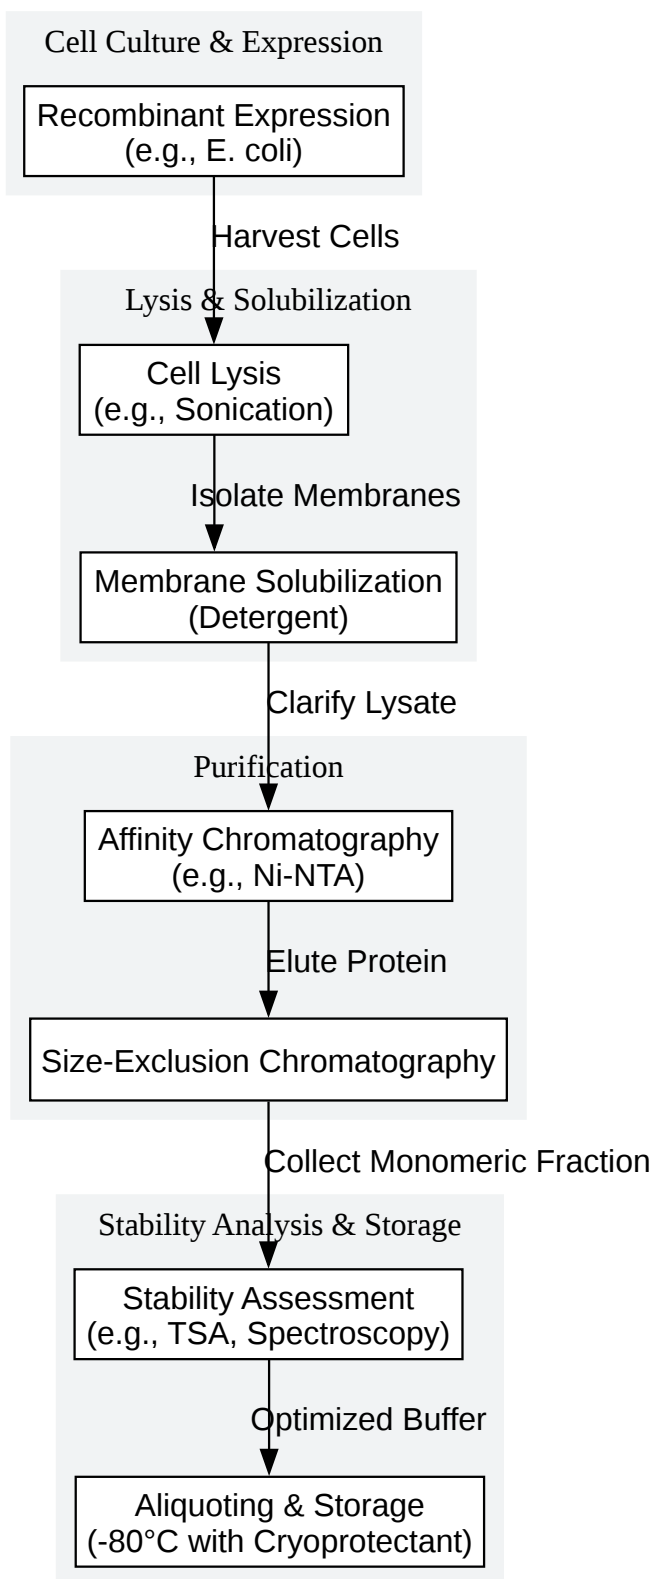 Cell Culture & Expression
Recombinant Expression
(e.g., E. coli)
Harvest Cells
Lysis & Solubilization
Cell Lysis
(e.g., Sonication)
Isolate Membranes
Membrane Solubilization
(Detergent)
Clarify Lysate
Purification
Affinity Chromatography
(e.g., Ni-NTA)
Elute Protein
Size-Exclusion Chromatography
Collect Monomeric Fraction
Stability Analysis & Storage
Stability Assessment
(e.g., TSA, Spectroscopy)
Optimized Buffer
Aliquoting & Storage
(-80°C with Cryoprotectant)